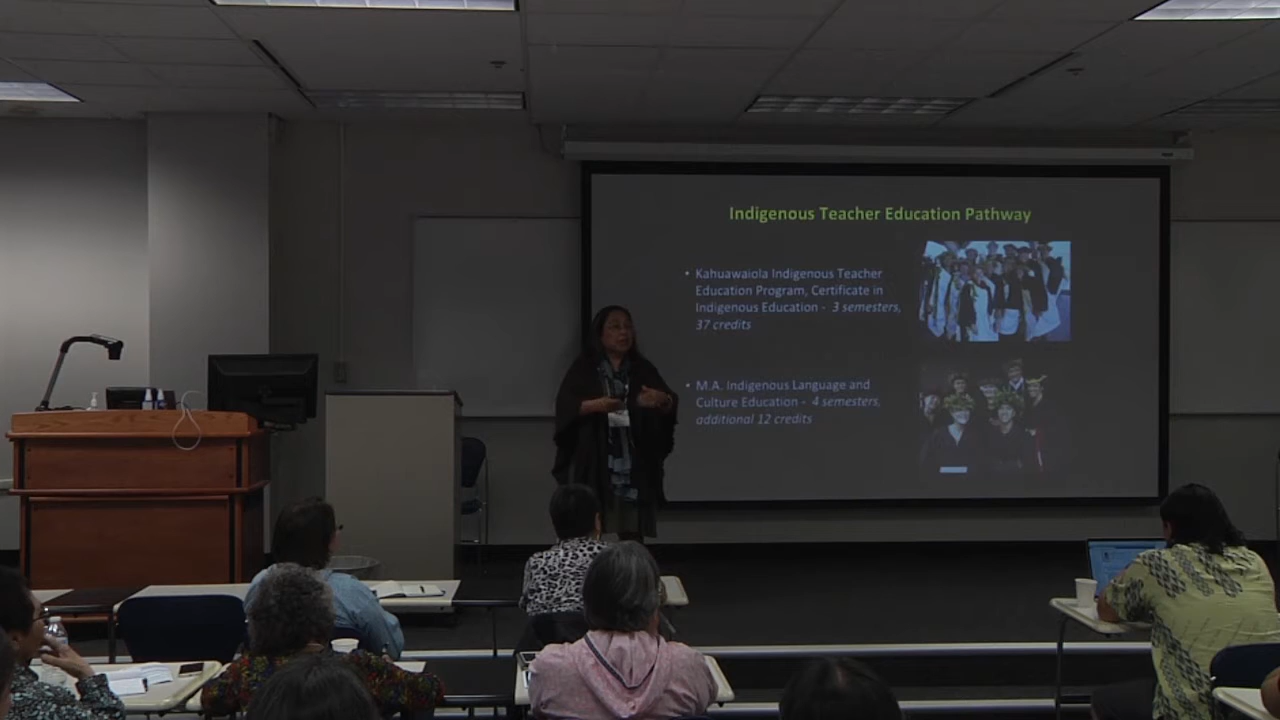 Indigenous Teacher Education Pathway
• Kahuawaiola Indigenous Teacher
Education Program, Certificate in
Indigenous Education - 3 semesters,
37 credits
• M.A. Indigenous Language and
Culture Education - 4 semesters,
additional 12 credits